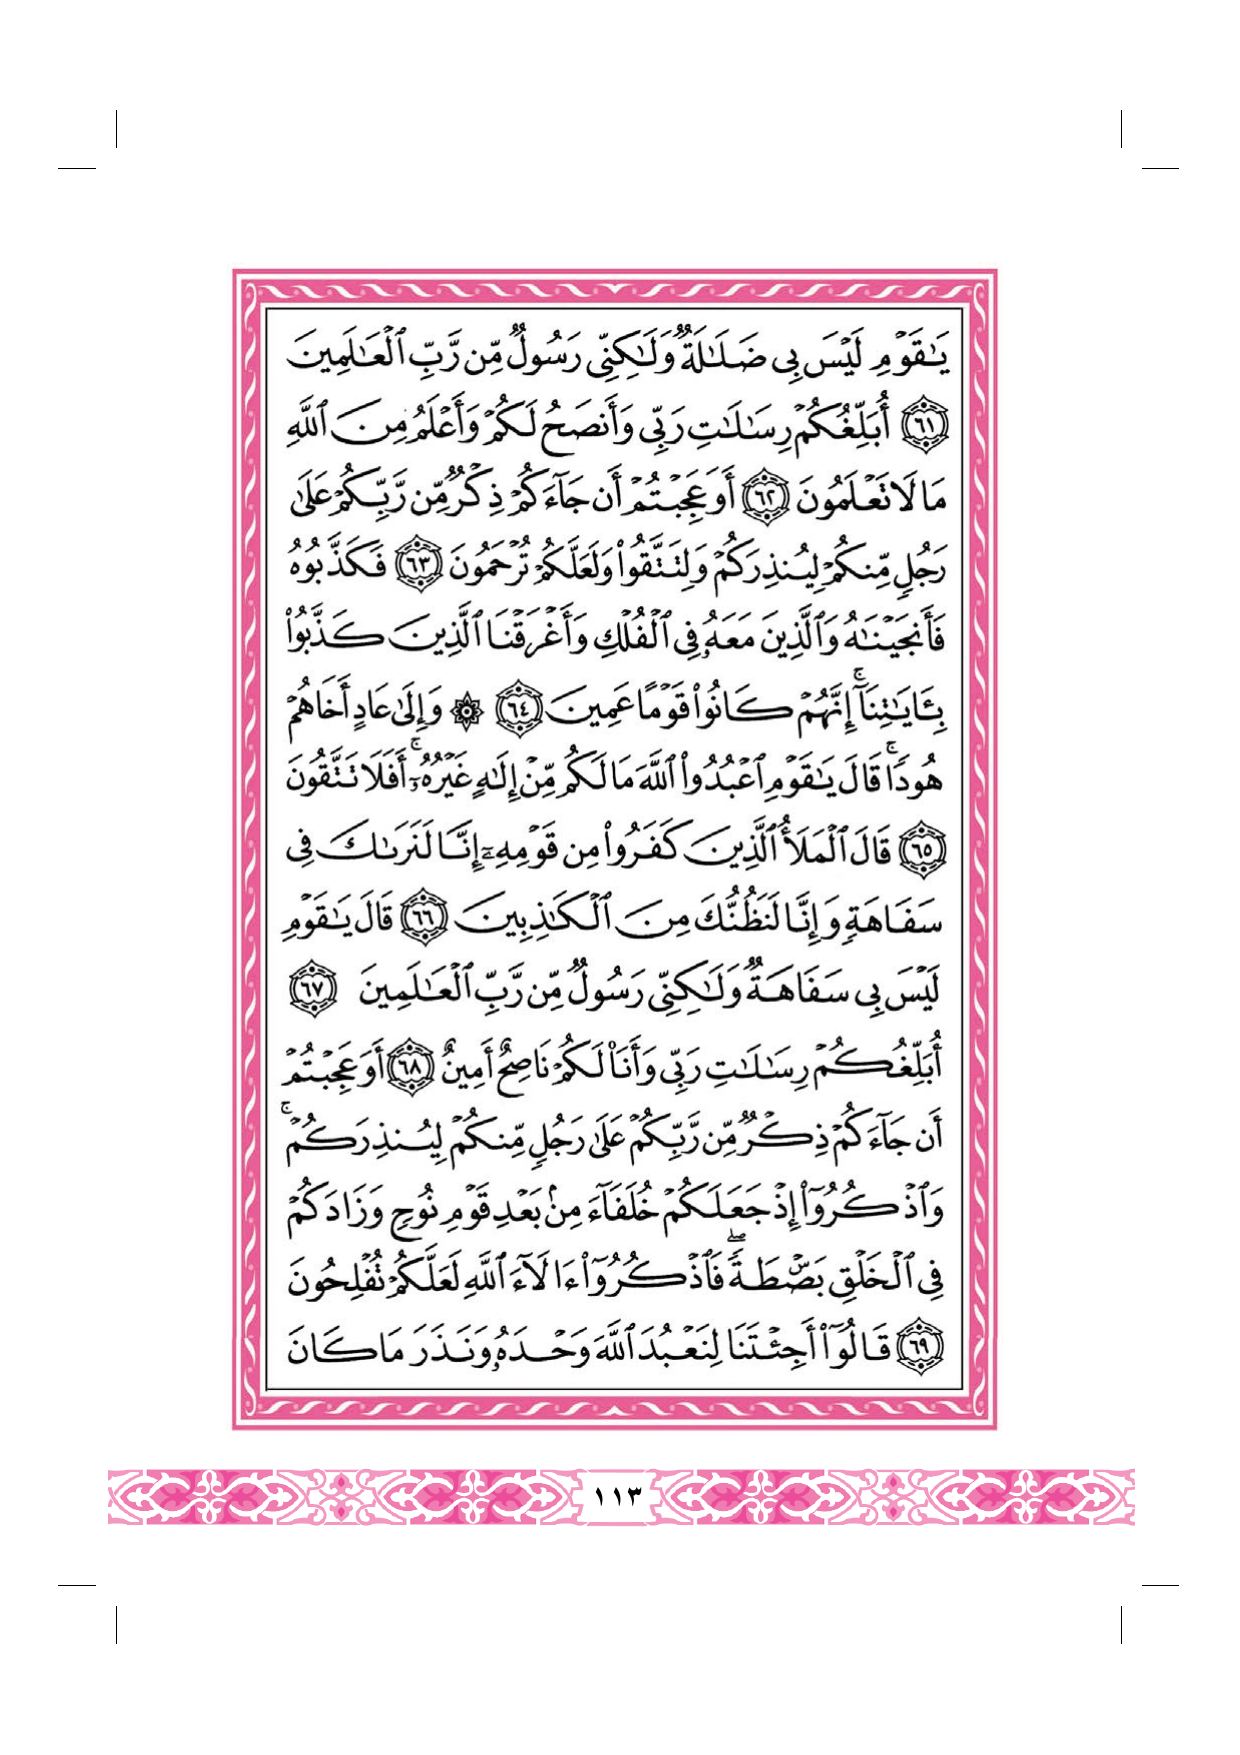 يَـٰقَوۡمِ لَيۡسَ بِي ضَلَـٰلَةٞ وَلَـٰكِنِّي رَسُولٞ مِّن رَّبِّ ٱلۡعَـٰلَمِينَ
٦١ أُبَلِّغُكُمۡ رِسَـٰلَـٰتِ رَبِّي وَأَنصَحُ لَكُمۡ وَأَعۡلَمُ مِنَ ٱللَّهِ
مَا لَا تَعۡلَمُونَ ٦٢ أَوَعَجِبۡتُمۡ أَن جَآءَكُمۡ ذِكۡرٞ مِّن رَّبِّكُمۡ عَلَىٰ
رَجُلٖ مِّنكُمۡ لِيُنذِرَكُمۡ وَلِتَتَّقُواْ وَلَعَلَّكُمۡ تُرۡحَمُونَ ٦٣ فَكَذَّبُوهُ
فَأَنجَيۡنَـٰهُ وَٱلَّذِينَ مَعَهُۥ فِي ٱلۡفُلۡكِ وَأَغۡرَقۡنَا ٱلَّذِينَ كَذَّبُواْ
بِـَٔايَـٰتِنَآۚ إِنَّهُمۡ كَانُواْ قَوۡمًا عَمِينَ ٦٤ ۞ وَإِلَىٰ عَادٍ أَخَاهُمۡ
هُودٗاۚ قَالَ يَـٰقَوۡمِ ٱعۡبُدُواْ ٱللَّهَ مَا لَكُم مِّنۡ إِلَـٰهٍ غَيۡرُهُۥٓۚ أَفَلَا تَتَّقُونَ
٦٥ قَالَ ٱلۡمَلَأُ ٱلَّذِينَ كَفَرُواْ مِن قَوۡمِهِۦٓ إِنَّا لَنَرَىٰكَ فِي
سَفَاهَةٖ وَإِنَّا لَنَظُنُّكَ مِنَ ٱلۡكَـٰذِبِينَ ٦٦ قَالَ يَـٰقَوۡمِ
لَيۡسَ بِي سَفَاهَةٞ وَلَـٰكِنِّي رَسُولٞ مِّن رَّبِّ ٱلۡعَـٰلَمِينَ ٦٧
أُبَلِّغُكُمۡ رِسَـٰلَـٰتِ رَبِّي وَأَنَا۠ لَكُمۡ نَاصِحٌ أَمِينٌ ٦٨ أَوَعَجِبۡتُمۡ
أَن جَآءَكُمۡ ذِكۡرٞ مِّن رَّبِّكُمۡ عَلَىٰ رَجُلٖ مِّنكُمۡ لِيُنذِرَكُمۡۚ
وَٱذۡكُرُوٓاْ إِذۡ جَعَلَكُمۡ خُلَفَآءَ مِنۢ بَعۡدِ قَوۡمِ نُوحٖ وَزَادَكُمۡ
فِي ٱلۡخَلۡقِ بَصۜۡطَةٗۖ فَٱذۡكُرُوٓاْ ءَالَآءَ ٱللَّهِ لَعَلَّكُمۡ تُفۡلِحُونَ
٦٩ قَالُوٓاْ أَجِئۡتَنَا لِنَعۡبُدَ ٱللَّهَ وَحۡدَهُۥ وَنَذَرَ مَا كَانَ
١١٣